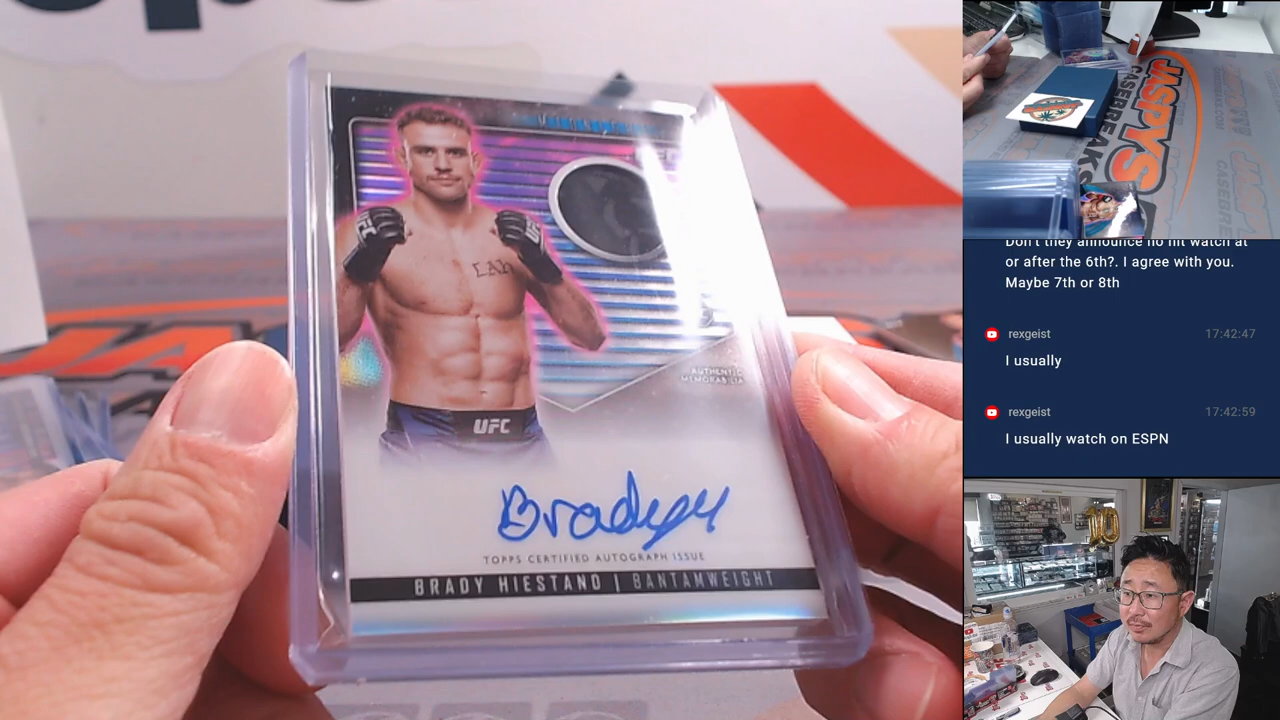 UFC
AUTHENTIC
MEMORABILIA
Bradyyy
TOPPS CERTIFIED AUTOGRAPH ISSUE
BRADY HIESTAND | BANTAMWEIGHT
JASPYS
CASEBREAKS
Don't they announce no hit watch at
or after the 6th?. I agree with you.
Maybe 7th or 8th
rexgeist 17:42:47
I usually
rexgeist 17:42:59
I usually watch on ESPN